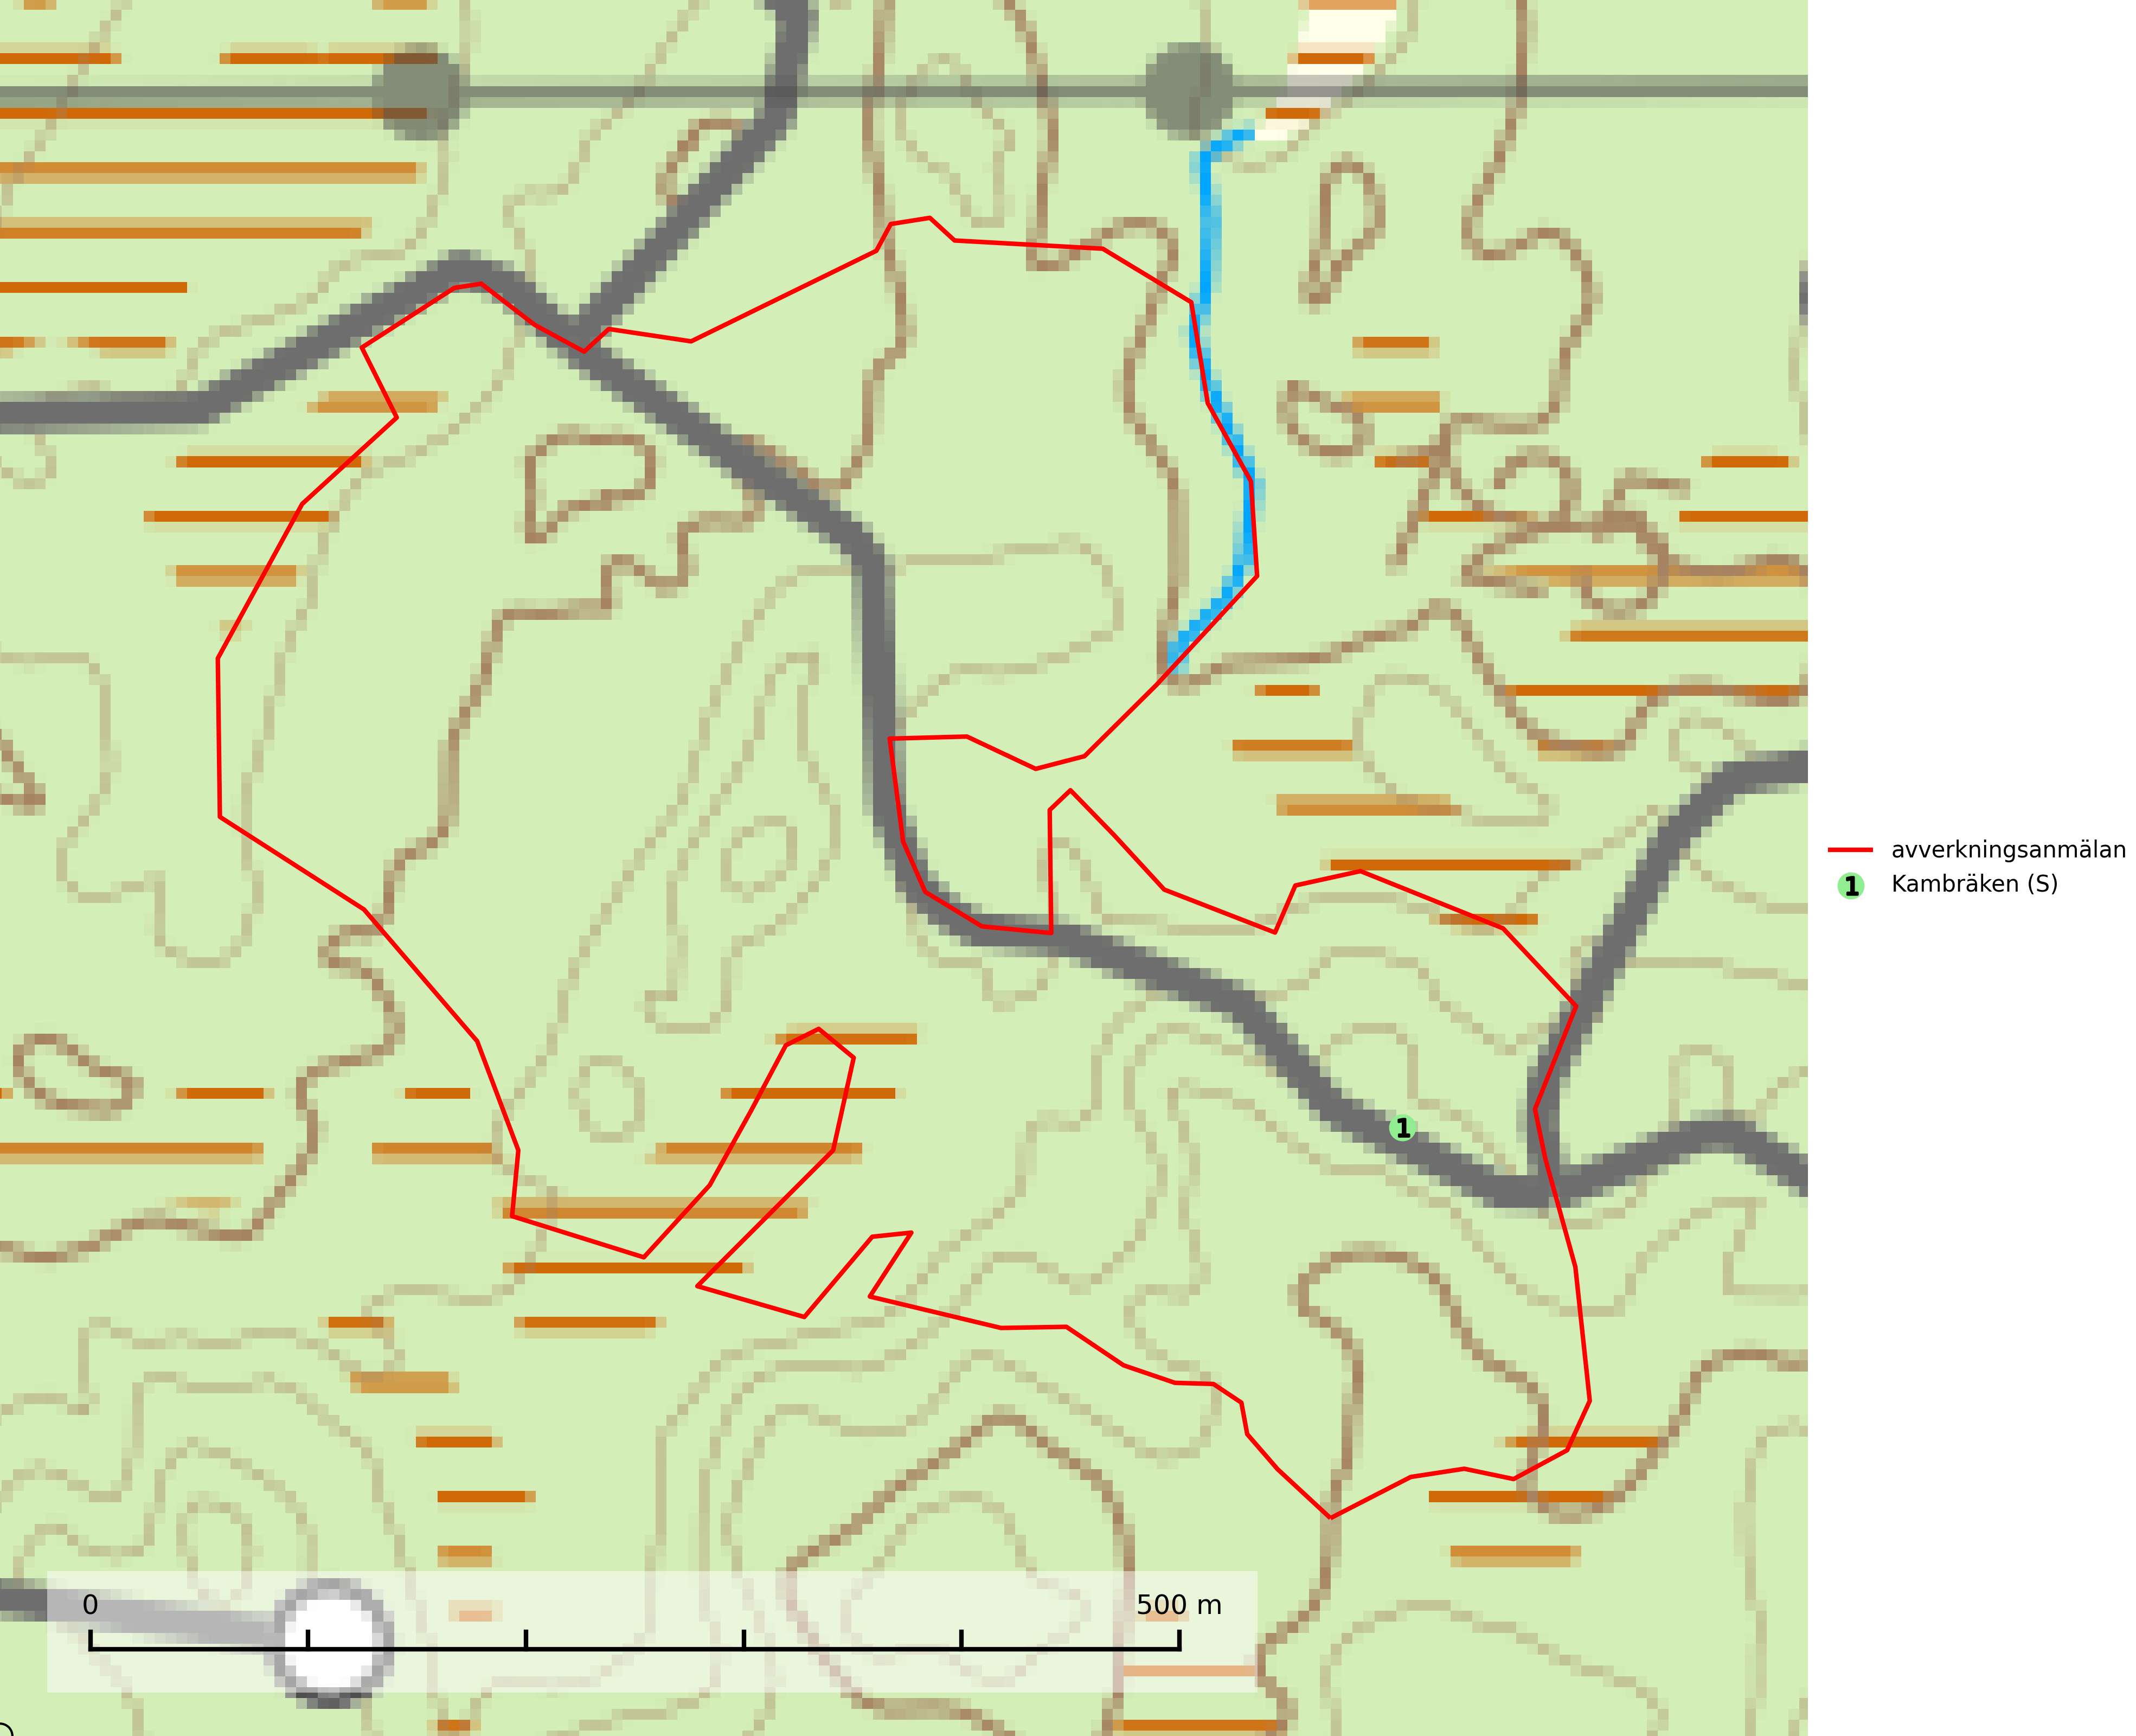 avverkningsanmälan
1 Kambräken (S)
1
0 500 m